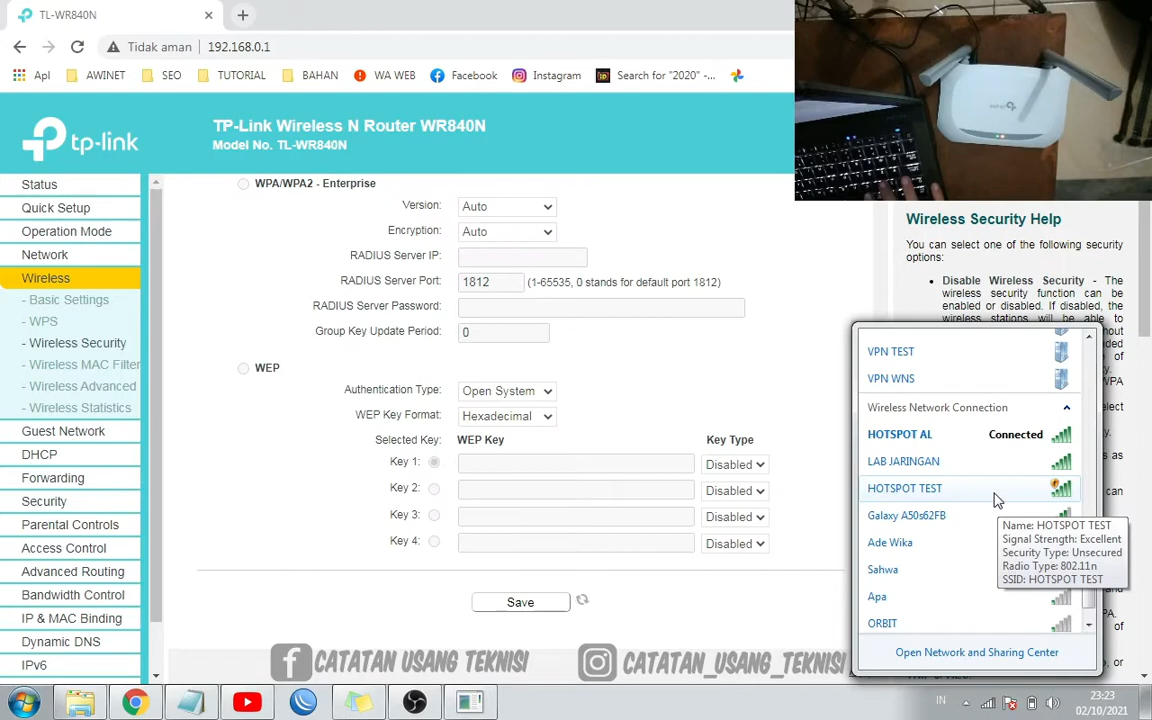 TL-WR840N
Tidak aman
192.168.0.1
Apl
AWINET
SEO
TUTORIAL
BAHAN
WA WEB
Facebook
Instagram
Search for "2020" -...
tp-link
TP-Link Wireless N Router WR840N
Model No. TL-WR840N
Status
Quick Setup
Operation Mode
Network
Wireless
- Basic Settings
- WPS
- Wireless Security
- Wireless MAC Filter
- Wireless Advanced
- Wireless Statistics
Guest Network
DHCP
Forwarding
Security
Parental Controls
Access Control
Advanced Routing
Bandwidth Control
IP & MAC Binding
Dynamic DNS
IPv6
WPA/WPA2 - Enterprise
Version: Auto
Encryption: Auto
RADIUS Server IP:
RADIUS Server Port: 1812 (1-65535, 0 stands for default port 1812)
RADIUS Server Password:
Group Key Update Period: 0
WEP
Authentication Type: Open System
WEP Key Format: Hexadecimal
Selected Key: WEP Key Key Type
Key 1: Disabled
Key 2: Disabled
Key 3: Disabled
Key 4: Disabled
Save
Wireless Security Help
You can select one of the following security
options:
Disable Wireless Security - The
wireless security function can be
enabled or disabled. If disabled, the
wireless stations will be able to
VPN TEST
VPN WNS
Wireless Network Connection
HOTSPOT AL Connected
LAB JARINGAN
HOTSPOT TEST
Galaxy A50s62FB
Ade Wika
Sahwa
Apa
ORBIT
Open Network and Sharing Center
Name: HOTSPOT TEST
Signal Strength: Excellent
Security Type: Unsecured
Radio Type: 802.11n
SSID: HOTSPOT TEST
CATATAN USANG TEKNISI
CATATAN_USANG_TEKNISI
IN
23:23
02/10/2021